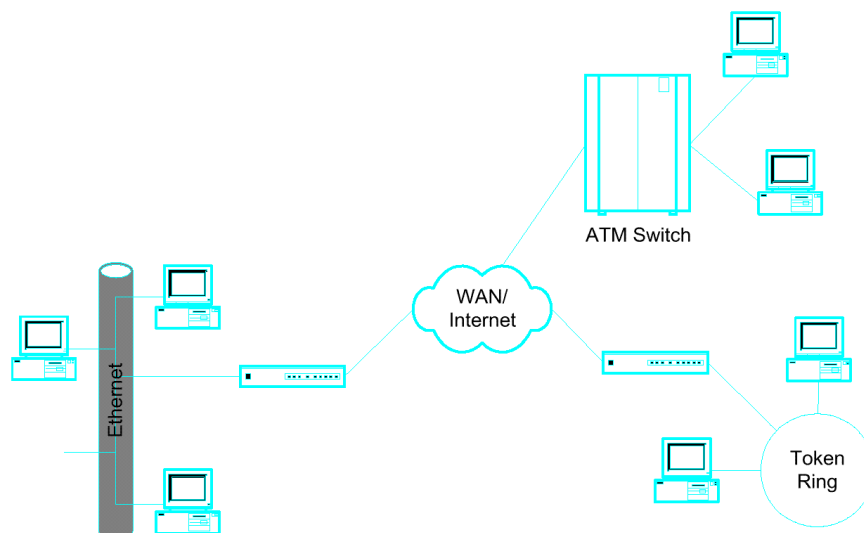 ATM Switch
WAN/
Internet
Ethernet
Token
Ring